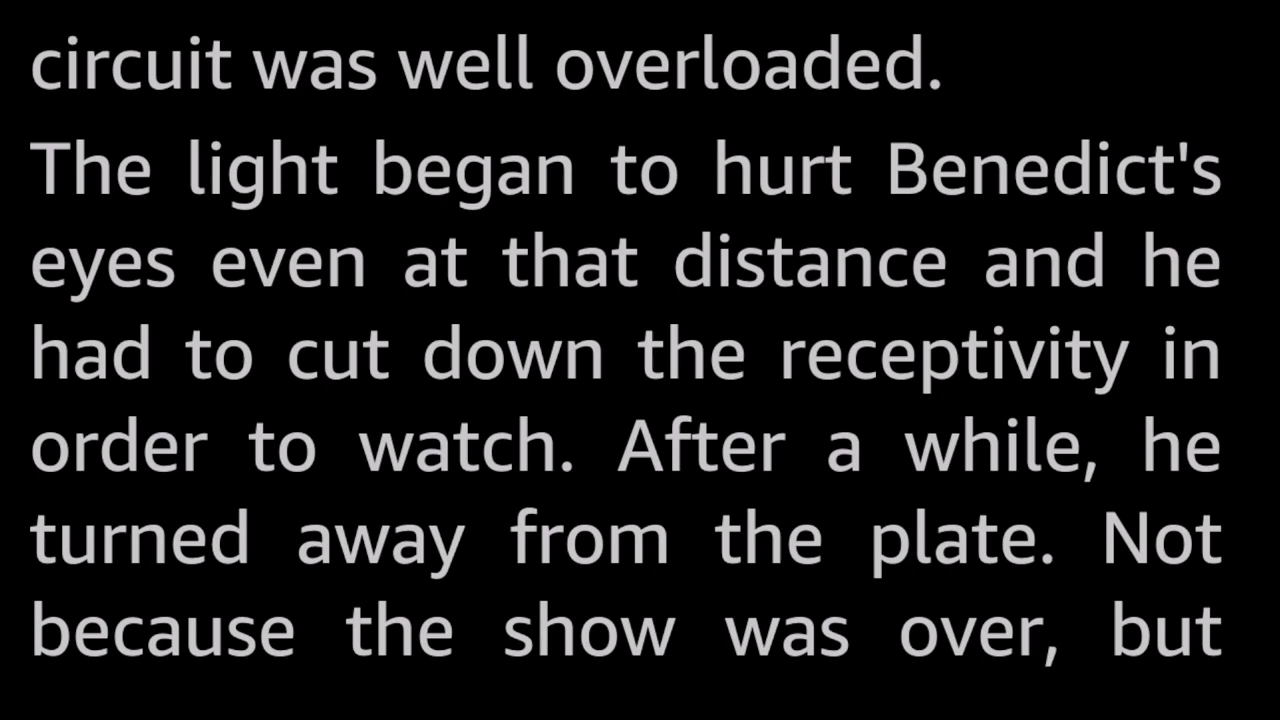 circuit was well overloaded.
The light began to hurt Benedict's
eyes even at that distance and he
had to cut down the receptivity in
order to watch. After a while, he
turned away from the plate. Not
because the show was over, but